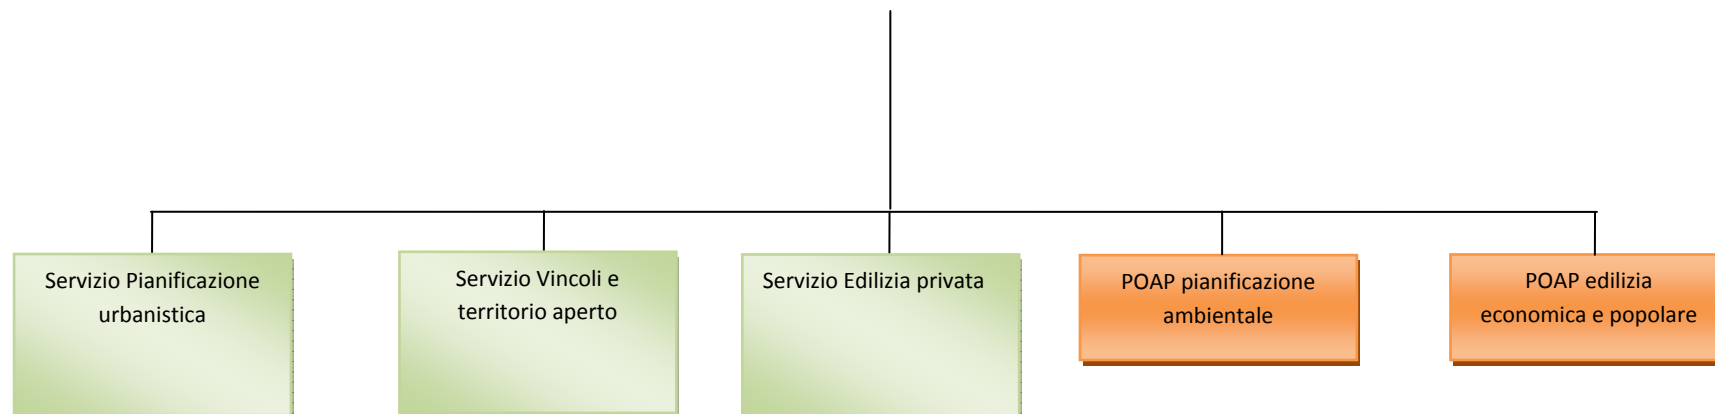 Servizio Pianificazione
urbanistica
Servizio Vincoli e
territorio aperto
Servizio Edilizia privata
POAP pianificazione
ambientale
POAP edilizia
economica e popolare